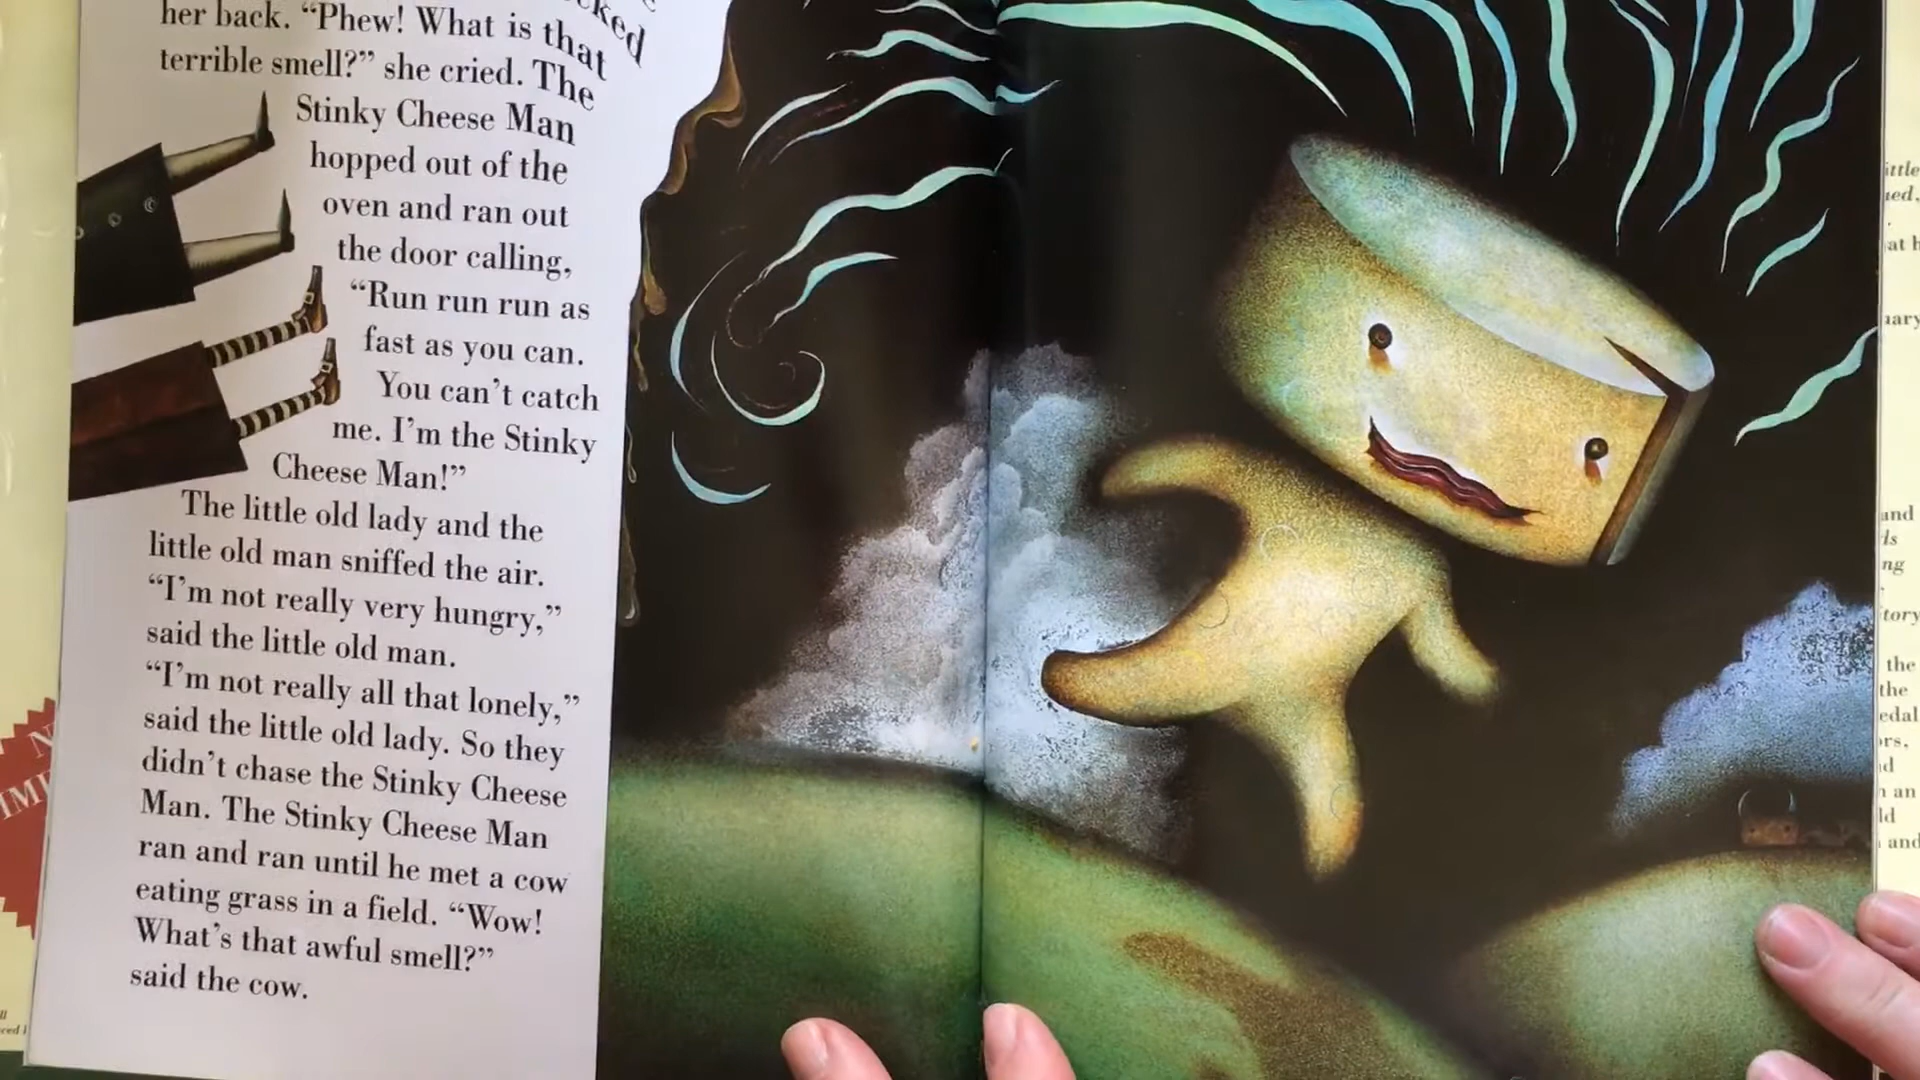 cked
her back. “Phew! What is that
terrible smell?” she cried. The
Stinky Cheese Man
hopped out of the
oven and ran out
the door calling,
“Run run run as
fast as you can.
You can’t catch
me. I’m the Stinky
Cheese Man!”
The little old lady and the
little old man sniffed the air.
“I’m not really very hungry,”
said the little old man.
“I’m not really all that lonely,”
said the little old lady. So they
didn’t chase the Stinky Cheese
Man. The Stinky Cheese Man
ran and ran until he met a cow
eating grass in a field. “Wow!
What’s that awful smell?”
said the cow.
the
the
and